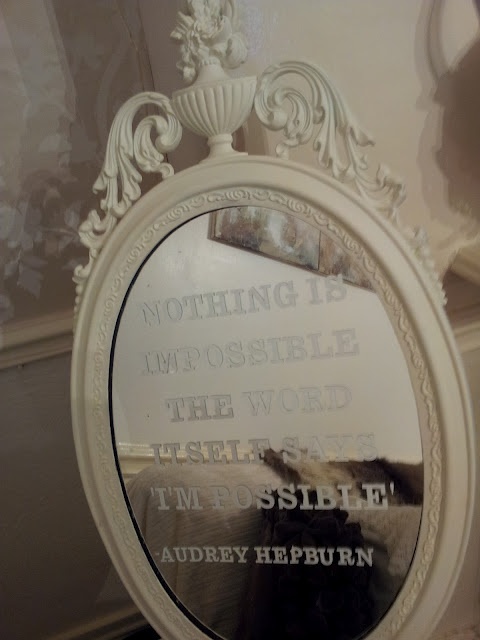 NOTHING IS
IMPOSSIBLE
THE WORD
ITSELF SAYS
'I'M POSSIBLE'
-AUDREY HEPBURN